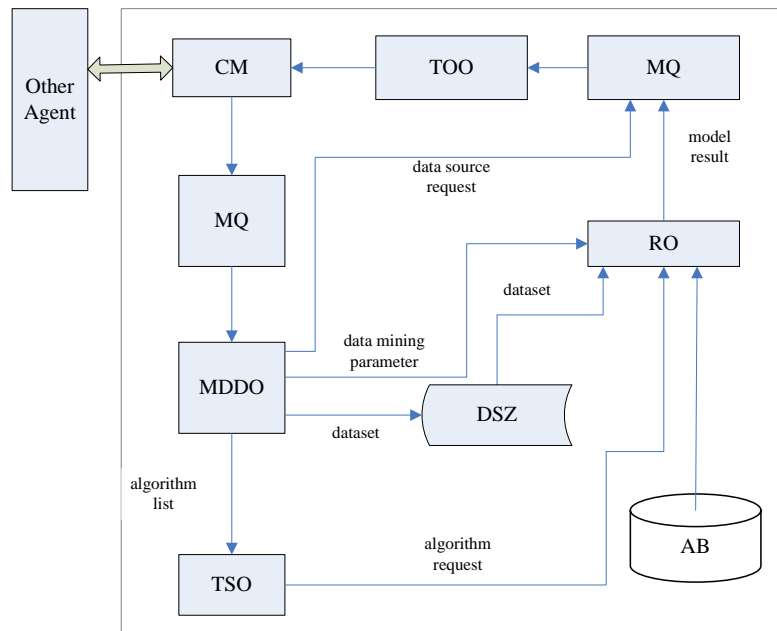 Other
Agent
CM
TOO
MQ
model
result
data source
request
MQ
RO
dataset
data mining
parameter
MDDO
DSZ
dataset
algorithm
list
algorithm
request
AB
TSO